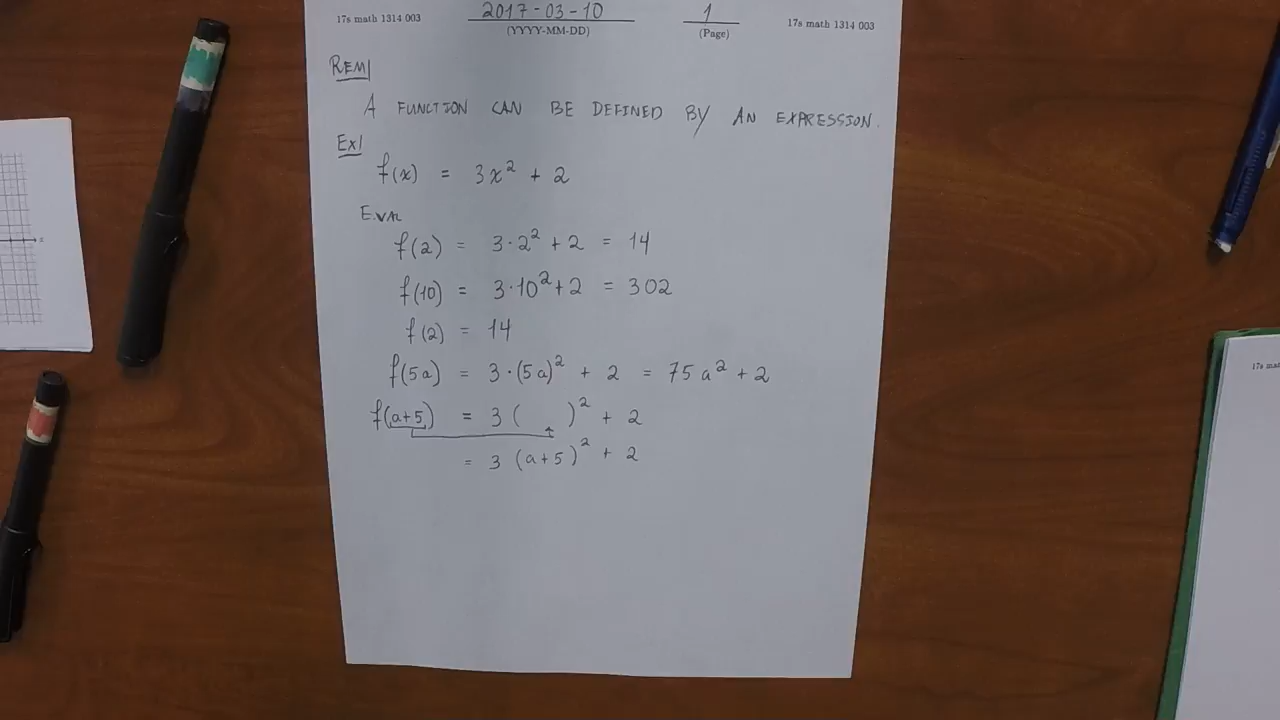 17s math 1314 003 2017-03-10 1 17s math 1314 003
(YYYY-MM-DD) (Page)
REM/
A FUNCTION CAN BE DEFINED BY AN EXPRESSION.
EX/
f(x) = 3x² + 2
EVAL
f(2) = 3·2² + 2 = 14
f(10) = 3·10² + 2 = 302
f(2) = 14
f(5a) = 3·(5a)² + 2 = 75a² + 2
f(a+5) = 3( )² + 2
= 3(a+5)² + 2